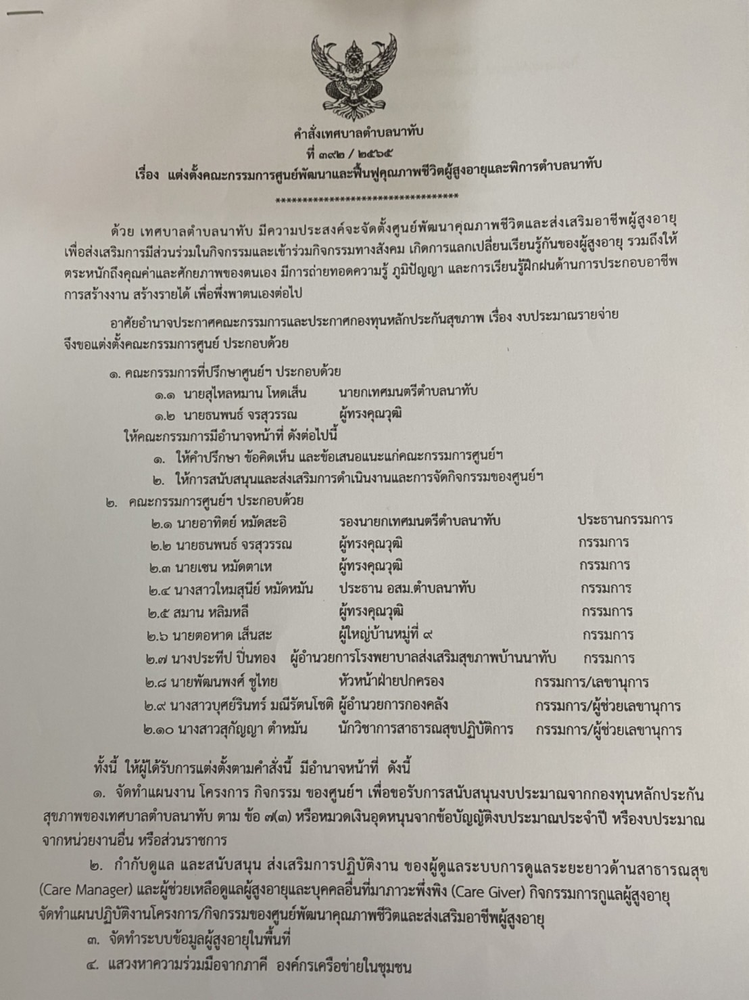 คำสั่งเทศบาลตำบลนาทับ
ที่ ๓๙๒ / ๒๕๖๕
เรื่อง แต่งตั้งคณะกรรมการศูนย์พัฒนาและฟื้นฟูคุณภาพชีวิตผู้สูงอายุและพิการตำบลนาทับ
**********************************
ด้วย เทศบาลตำบลนาทับ มีความประสงค์จะจัดตั้งศูนย์พัฒนาคุณภาพชีวิตและส่งเสริมอาชีพผู้สูงอายุ
เพื่อส่งเสริมการมีส่วนร่วมในกิจกรรมและเข้าร่วมกิจกรรมทางสังคม เกิดการแลกเปลี่ยนเรียนรู้กันของผู้สูงอายุ รวมถึงให้
ตระหนักถึงคุณค่าและศักยภาพของตนเอง มีการถ่ายทอดความรู้ ภูมิปัญญา และการเรียนรู้ฝึกฝนด้านการประกอบอาชีพ
การสร้างงาน สร้างรายได้ เพื่อพึ่งพาตนเองต่อไป
อาศัยอำนาจประกาศคณะกรรมการและประกาศกองทุนหลักประกันสุขภาพ เรื่อง งบประมาณรายจ่าย
จึงขอแต่งตั้งคณะกรรมการศูนย์ ประกอบด้วย
๑. คณะกรรมการที่ปรึกษาศูนย์ฯ ประกอบด้วย
๑.๑ นายสุไหลหมาน โหดเส็น นายกเทศมนตรีตำบลนาทับ
๑.๒ นายธนพนธ์ จรสุวรรณ ผู้ทรงคุณวุฒิ
ให้คณะกรรมการมีอำนาจหน้าที่ ดังต่อไปนี้
๑. ให้คำปรึกษา ข้อคิดเห็น และข้อเสนอแนะแก่คณะกรรมการศูนย์ฯ
๒. ให้การสนับสนุนและส่งเสริมการดำเนินงานและการจัดกิจกรรมของศูนย์ฯ
๒. คณะกรรมการศูนย์ฯ ประกอบด้วย
๒.๑ นายอาทิตย์ หมัดสะอิ รองนายกเทศมนตรีตำบลนาทับ ประธานกรรมการ
๒.๒ นายธนพนธ์ จรสุวรรณ ผู้ทรงคุณวุฒิ กรรมการ
๒.๓ นายเชน หมัดตาเห ผู้ทรงคุณวุฒิ กรรมการ
๒.๔ นางสาวใหมสุนีย์ หมัดหมัน ประธาน อสม.ตำบลนาทับ กรรมการ
๒.๕ สมาน หลิมหลี ผู้ทรงคุณวุฒิ กรรมการ
๒.๖ นายตอหาด เส็นสะ ผู้ใหญ่บ้านหมู่ที่ ๙ กรรมการ
๒.๗ นางประทีป ปิ่นทอง ผู้อำนวยการโรงพยาบาลส่งเสริมสุขภาพบ้านนาทับ กรรมการ
๒.๘ นายพัฒนพงศ์ ชูไทย หัวหน้าฝ่ายปกครอง กรรมการ/เลขานุการ
๒.๙ นางสาวบุศย์รินทร์ มณีรัตนโชติ ผู้อำนวยการกองคลัง กรรมการ/ผู้ช่วยเลขานุการ
๒.๑๐ นางสาวสุกัญญา ตำหมัน นักวิชาการสาธารณสุขปฏิบัติการ กรรมการ/ผู้ช่วยเลขานุการ
ทั้งนี้ ให้ผู้ได้รับการแต่งตั้งตามคำสั่งนี้ มีอำนาจหน้าที่ ดังนี้
๑. จัดทำแผนงาน โครงการ กิจกรรม ของศูนย์ฯ เพื่อขอรับการสนับสนุนงบประมาณจากกองทุนหลักประกัน
สุขภาพของเทศบาลตำบลนาทับ ตาม ข้อ ๗(๓) หรือหมวดเงินอุดหนุนจากข้อบัญญัติงบประมาณประจำปี หรืองบประมาณ
จากหน่วยงานอื่น หรือส่วนราชการ
๒. กำกับดูแล และสนับสนุน ส่งเสริมการปฏิบัติงาน ของผู้ดูแลระบบการดูแลระยะยาวด้านสาธารณสุข
(Care Manager) และผู้ช่วยเหลือดูแลผู้สูงอายุและบุคคลอื่นที่มาภาวะพึ่งพิง (Care Giver) กิจกรรมการกูแลผู้สูงอายุ
จัดทำแผนปฏิบัติงานโครงการ/กิจกรรมของศูนย์พัฒนาคุณภาพชีวิตและส่งเสริมอาชีพผู้สูงอายุ
๓. จัดทำระบบข้อมูลผู้สูงอายุในพื้นที่
๔. แสวงหาความร่วมมือจากภาคี องค์กรเครือข่ายในชุมชน